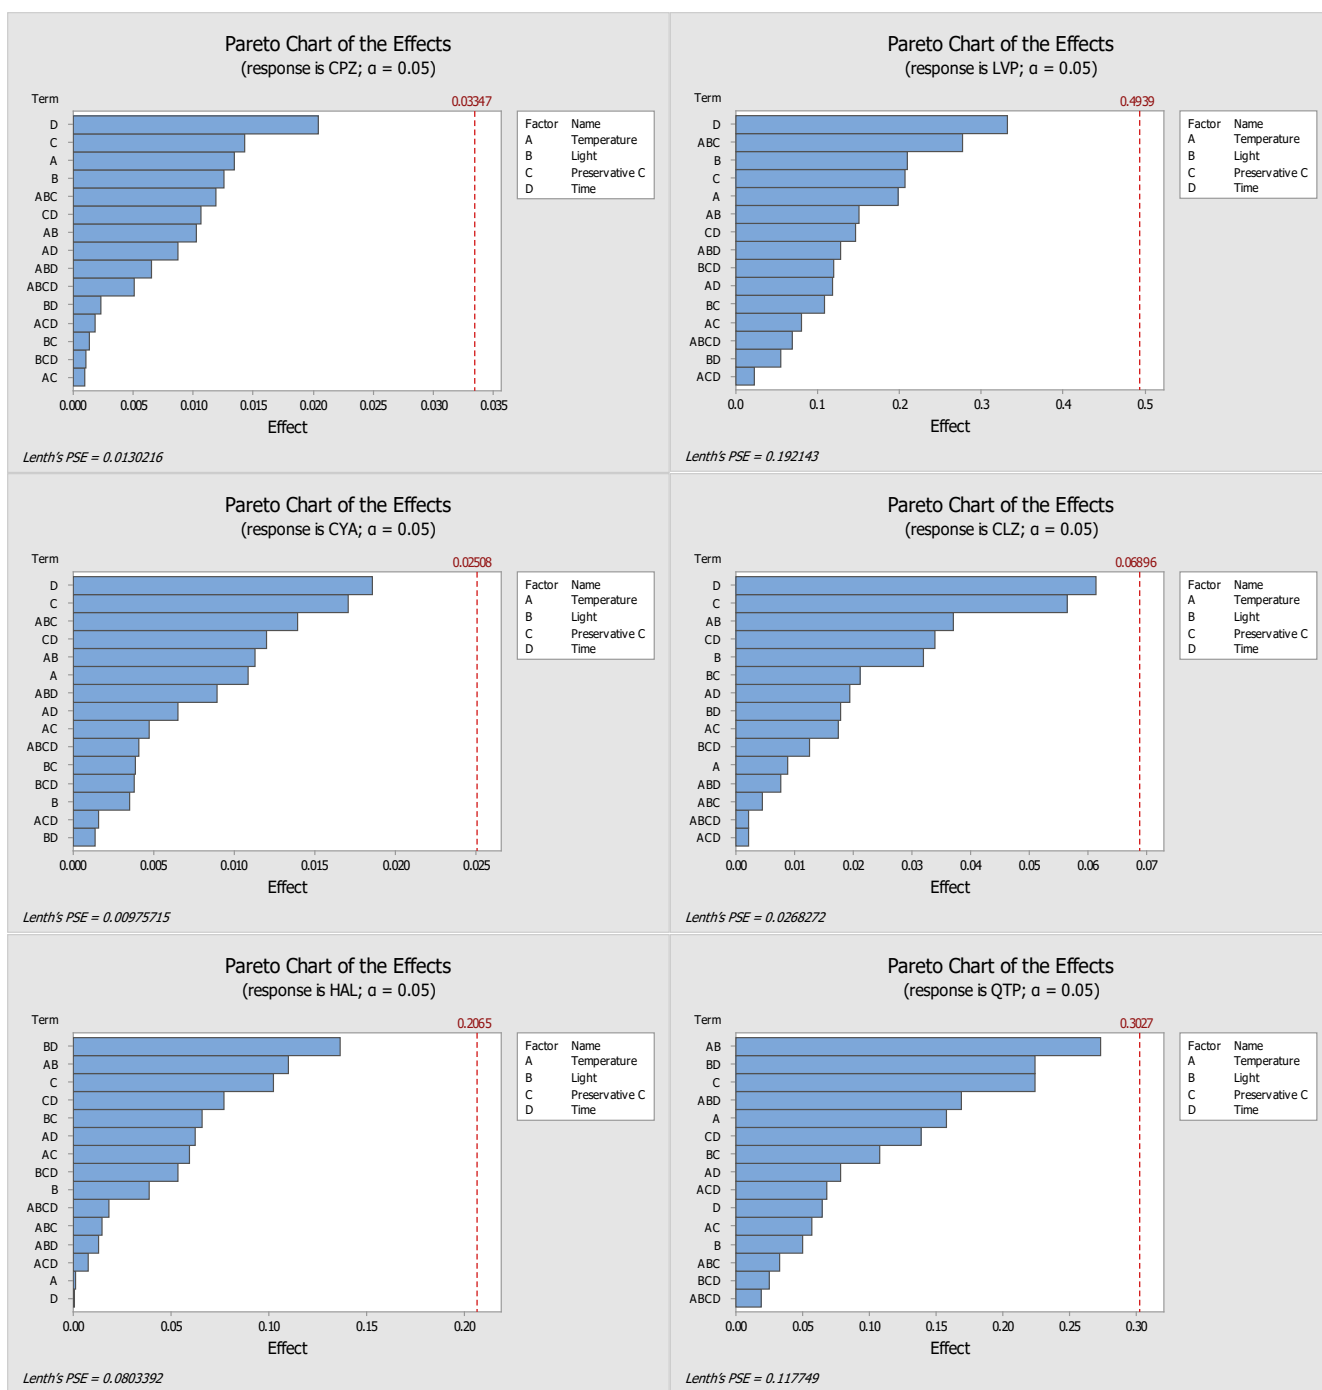 Pareto Chart of the Effects
(response is CPZ; α = 0.05)
Term
0.03347
D
C
A
B
ABC
CD
AB
AD
ABD
ABCD
BD
ACD
BC
BCD
AC
0.000 0.005 0.010 0.015 0.020 0.025 0.030 0.035
Effect
Factor Name
A Temperature
B Light
C Preservative C
D Time
Lenth's PSE = 0.0130216
Pareto Chart of the Effects
(response is LVP; α = 0.05)
Term
0.4939
D
ABC
B
C
A
AB
CD
ABD
BCD
AD
BC
AC
ABCD
BD
ACD
0.0 0.1 0.2 0.3 0.4 0.5
Effect
Factor Name
A Temperature
B Light
C Preservative C
D Time
Lenth's PSE = 0.192143
Pareto Chart of the Effects
(response is CYA; α = 0.05)
Term
0.02508
D
C
ABC
CD
AB
A
ABD
AD
AC
ABCD
BC
BCD
B
ACD
BD
0.000 0.005 0.010 0.015 0.020 0.025
Effect
Factor Name
A Temperature
B Light
C Preservative C
D Time
Lenth's PSE = 0.00975715
Pareto Chart of the Effects
(response is CLZ; α = 0.05)
Term
0.06896
D
C
AB
CD
B
BC
AD
BD
AC
BCD
A
ABD
ABC
ABCD
ACD
0.00 0.01 0.02 0.03 0.04 0.05 0.06 0.07
Effect
Factor Name
A Temperature
B Light
C Preservative C
D Time
Lenth's PSE = 0.0268272
Pareto Chart of the Effects
(response is HAL; α = 0.05)
Term
0.2065
BD
AB
C
CD
BC
AD
AC
BCD
B
ABCD
ABC
ABD
ACD
A
D
0.00 0.05 0.10 0.15 0.20
Effect
Factor Name
A Temperature
B Light
C Preservative C
D Time
Lenth's PSE = 0.0803392
Pareto Chart of the Effects
(response is QTP; α = 0.05)
Term
0.3027
AB
BD
C
ABD
A
CD
BC
AD
ACD
D
AC
B
ABC
BCD
ABCD
0.00 0.05 0.10 0.15 0.20 0.25 0.30
Effect
Factor Name
A Temperature
B Light
C Preservative C
D Time
Lenth's PSE = 0.117749